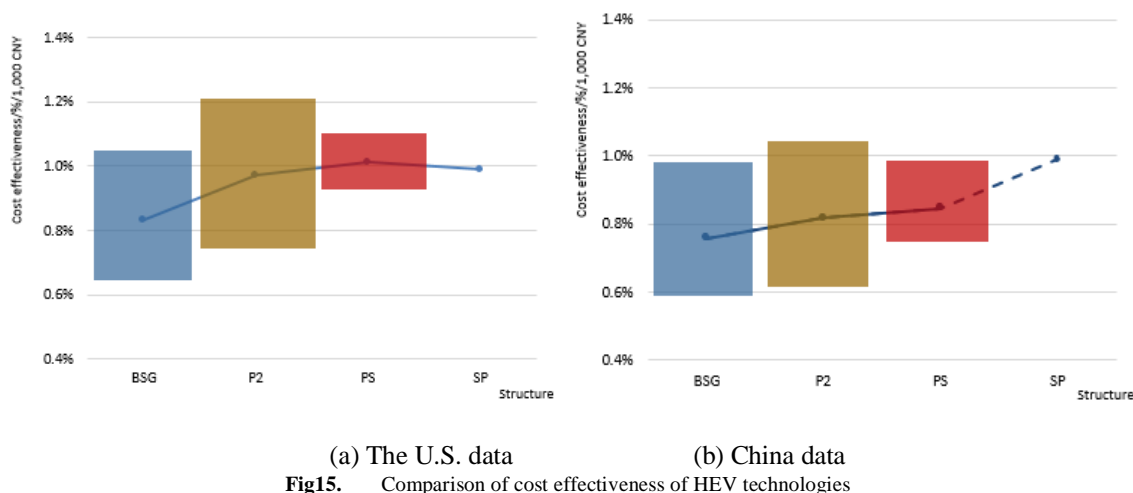 Cost effectiveness/%/1,000 CNY
1.4%
1.2%
1.0%
0.8%
0.6%
0.4%
BSG P2 PS SP
Structure
(a) The U.S. data
Cost effectiveness/%/1,000 CNY
1.4%
1.2%
1.0%
0.8%
0.6%
0.4%
BSG P2 PS SP
Structure
(b) China data
Fig15. Comparison of cost effectiveness of HEV technologies